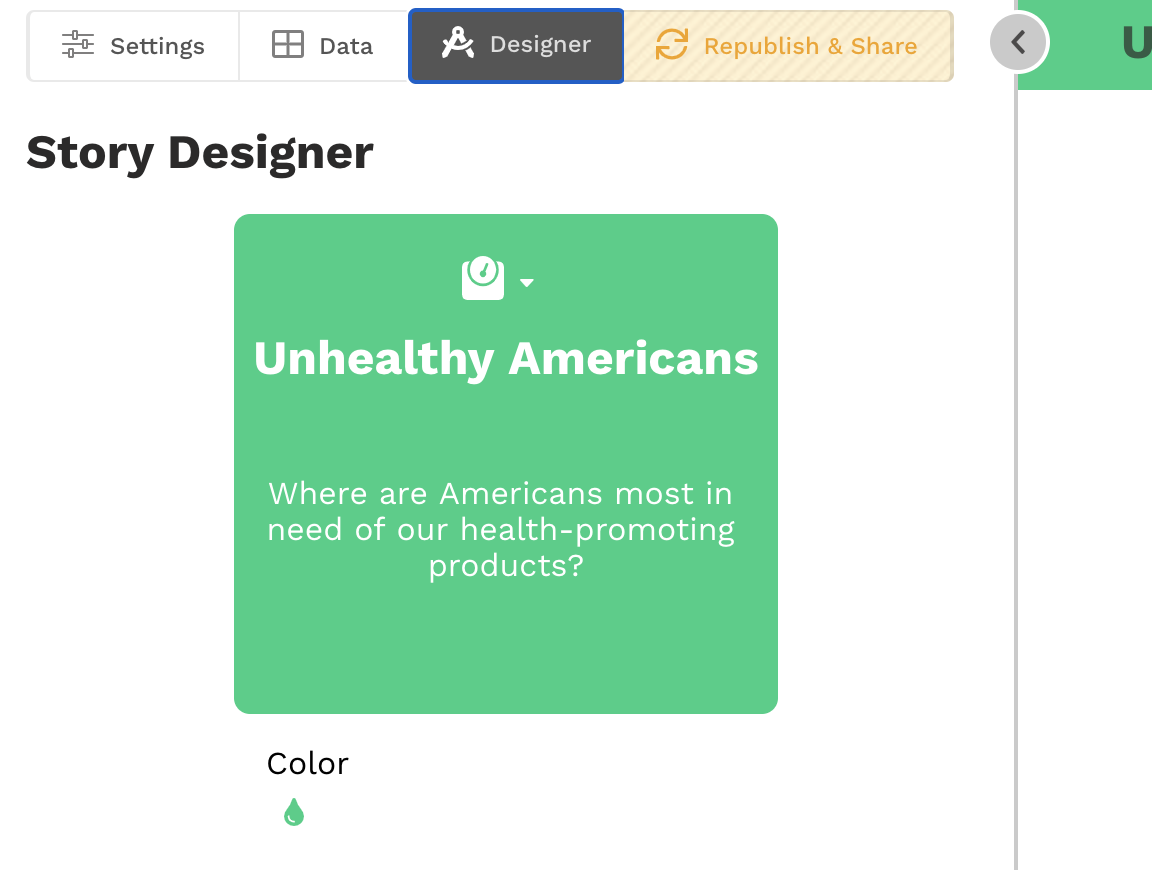 Settings
Data
Designer
Republish & Share
U
Story Designer
Unhealthy Americans
Where are Americans most in
need of our health-promoting
products?
Color